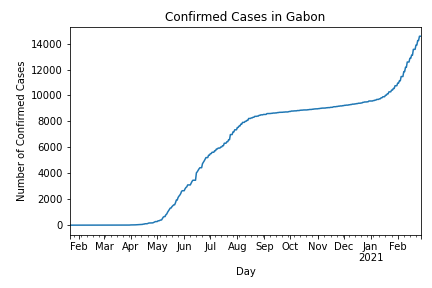 Confirmed Cases in Gabon
Number of Confirmed Cases
14000
12000
10000
8000
6000
4000
2000
0
Feb Mar Apr May Jun Jul Aug Sep Oct Nov Dec Jan Feb
2021
Day